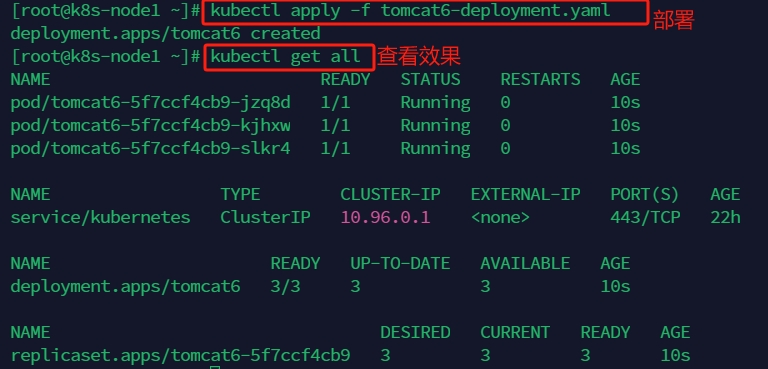 [root@k8s-node1 ~]# kubectl apply -f tomcat6-deployment.yaml 部署
deployment.apps/tomcat6 created
[root@k8s-node1 ~]# kubectl get all 查看效果
NAME READY STATUS RESTARTS AGE
pod/tomcat6-5f7ccf4cb9-jzq8d 1/1 Running 0 10s
pod/tomcat6-5f7ccf4cb9-kjhxw 1/1 Running 0 10s
pod/tomcat6-5f7ccf4cb9-slkr4 1/1 Running 0 10s
NAME TYPE CLUSTER-IP EXTERNAL-IP PORT(S) AGE
service/kubernetes ClusterIP 10.96.0.1 <none> 443/TCP 22h
NAME READY UP-TO-DATE AVAILABLE AGE
deployment.apps/tomcat6 3/3 3 3 10s
NAME DESIRED CURRENT READY AGE
replicaset.apps/tomcat6-5f7ccf4cb9 3 3 3 10s